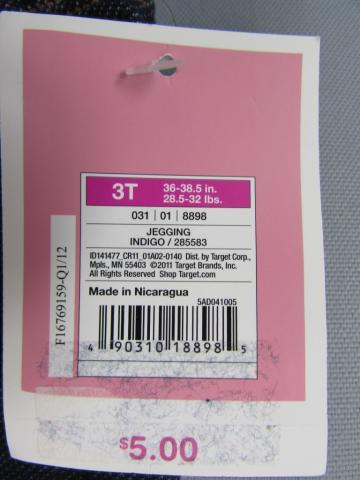 3T
36-38.5 in.
28.5-32 lbs.
031 | 01 | 8898
JEGGING
INDIGO / 285583
ID141477_CR11_01A02-0140 Dist. by Target Corp.,
Mpls., MN 55403 ©2011 Target Brands, Inc.
All Rights Reserved Shop Target.com
Made in Nicaragua
5AD041005
4 90310 18898 5
F16769159-Q1/12
$5.00